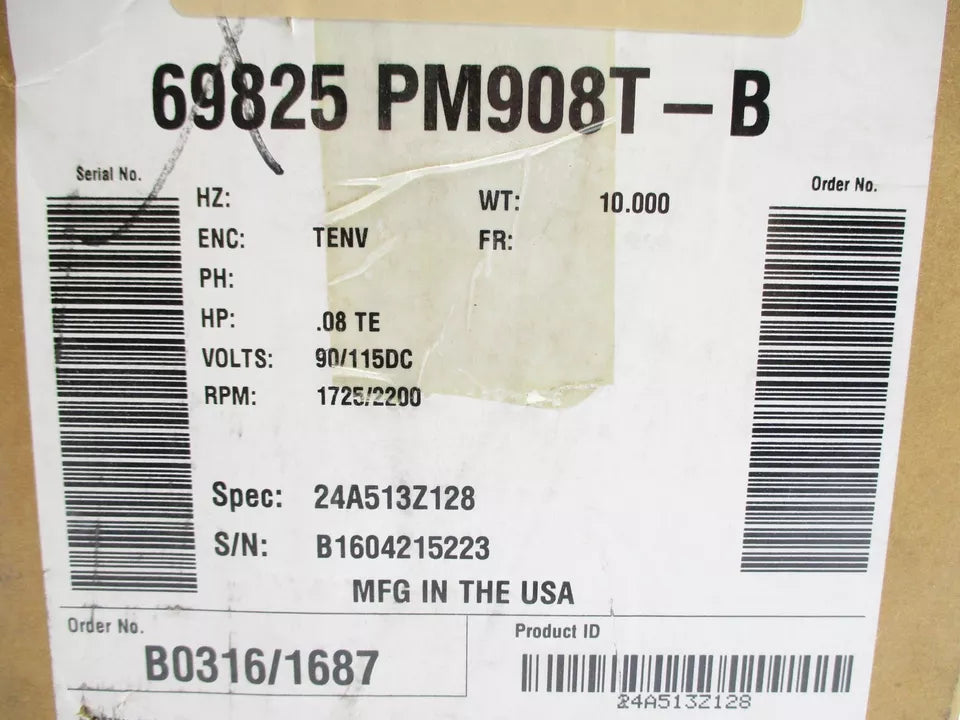 69825 PM908T-B
Serial No.
Order No.
HZ:
WT: 10.000
ENC: TENV
FR:
PH:
HP: .08 TE
VOLTS: 90/115DC
RPM: 1725/2200
Spec: 24A513Z128
S/N: B1604215223
MFG IN THE USA
Order No.
B0316/1687
Product ID
24A513Z128